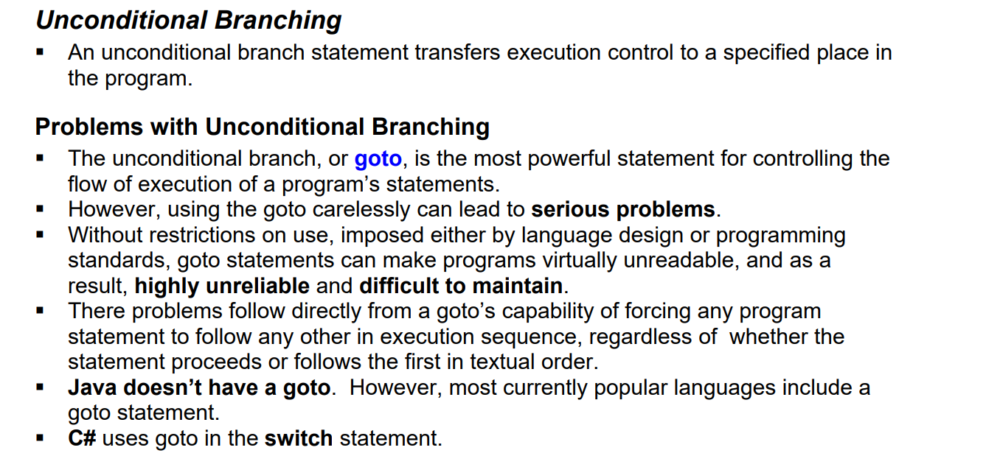 Unconditional Branching
▪ An unconditional branch statement transfers execution control to a specified place in
the program.
Problems with Unconditional Branching
▪ The unconditional branch, or goto, is the most powerful statement for controlling the
flow of execution of a program’s statements.
▪ However, using the goto carelessly can lead to serious problems.
▪ Without restrictions on use, imposed either by language design or programming
standards, goto statements can make programs virtually unreadable, and as a
result, highly unreliable and difficult to maintain.
▪ There problems follow directly from a goto’s capability of forcing any program
statement to follow any other in execution sequence, regardless of  whether the
statement proceeds or follows the first in textual order.
▪ Java doesn’t have a goto.  However, most currently popular languages include a
goto statement.
▪ C# uses goto in the switch statement.